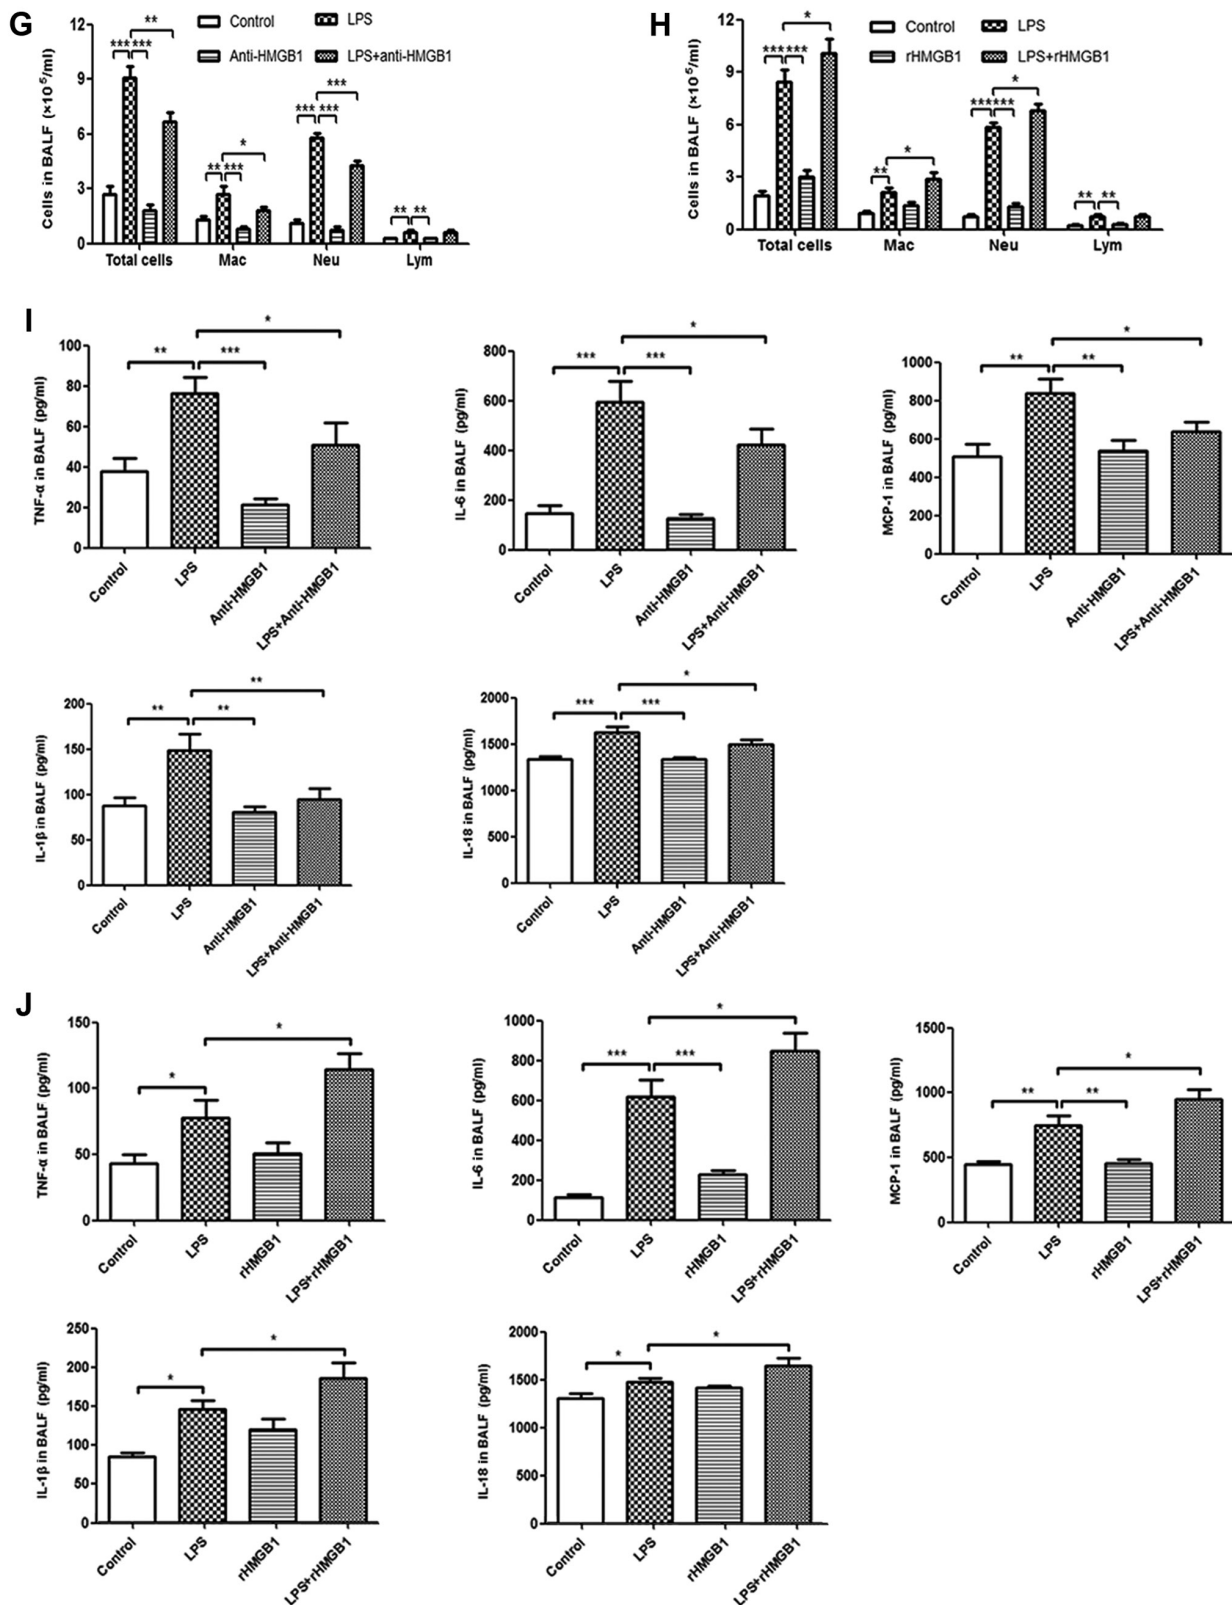 G
Control
LPS
Anti-HMGB1
LPS+anti-HMGB1
Cells in BALF (×10⁵/ml)
12
9
6
3
0
*** *** **
** *** *
*** *** ***
** **
Total cells Mac Neu Lym
H
Control
LPS
rHMGB1
LPS+rHMGB1
Cells in BALF (×10⁵/ml)
12
9
6
3
0
*** *** *
** *
*** *** *
** **
Total cells Mac Neu Lym
I
TNF-α in BALF (pg/ml)
100
80
60
40
20
0
** *** *
Control LPS Anti-HMGB1 LPS+Anti-HMGB1
IL-6 in BALF (pg/ml)
800
600
400
200
0
*** *** *
Control LPS Anti-HMGB1 LPS+Anti-HMGB1
MCP-1 in BALF (pg/ml)
1000
800
600
400
200
0
** ** *
Control LPS Anti-HMGB1 LPS+Anti-HMGB1
IL-1β in BALF (pg/ml)
200
150
100
50
0
** ** **
Control LPS Anti-HMGB1 LPS+Anti-HMGB1
IL-18 in BALF (pg/ml)
2000
1500
1000
500
0
*** *** *
Control LPS Anti-HMGB1 LPS+Anti-HMGB1
J
TNF-α in BALF (pg/ml)
150
100
50
0
* *
Control LPS rHMGB1 LPS+rHMGB1
IL-6 in BALF (pg/ml)
1000
800
600
400
200
0
*** *** *
Control LPS rHMGB1 LPS+rHMGB1
MCP-1 in BALF (pg/ml)
1500
1000
500
0
** ** *
Control LPS rHMGB1 LPS+rHMGB1
IL-1β in BALF (pg/ml)
250
200
150
100
50
0
* *
Control LPS rHMGB1 LPS+rHMGB1
IL-18 in BALF (pg/ml)
2000
1500
1000
500
0
* *
Control LPS rHMGB1 LPS+rHMGB1